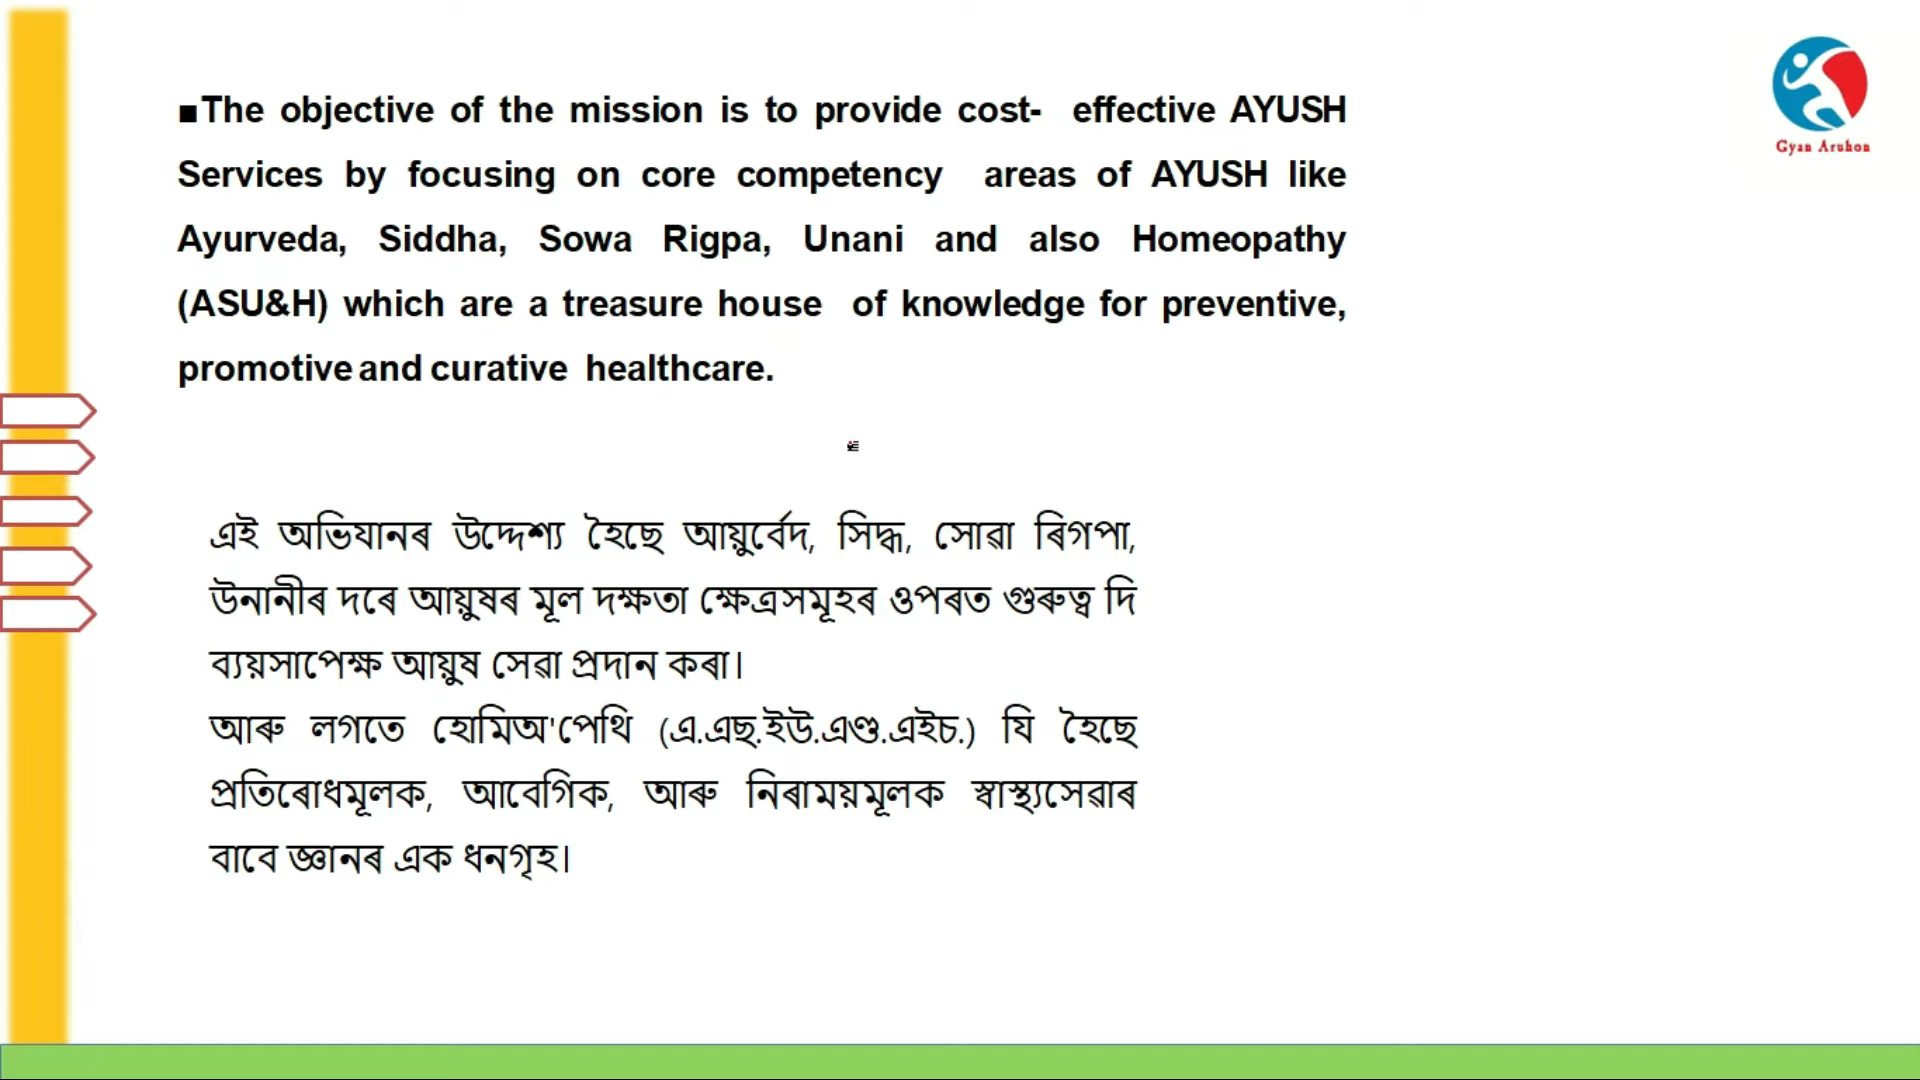 ■The objective of the mission is to provide cost- effective AYUSH
Services by focusing on core competency areas of AYUSH like
Ayurveda, Siddha, Sowa Rigpa, Unani and also Homeopathy
(ASU&H) which are a treasure house of knowledge for preventive,
promotive and curative healthcare.
এই অভিযানৰ উদ্দেশ্য হৈছে আয়ুৰ্বেদ, সিদ্ধ, সোৱা ৰিগপা,
উনানীৰ দৰে আয়ুষৰ মূল দক্ষতা ক্ষেত্ৰসমূহৰ ওপৰত গুৰুত্ব দি
ব্যয়সাপেক্ষ আয়ুষ সেৱা প্ৰদান কৰা।
আৰু লগতে হোমিঅ'পেথি (এ.এছ.ইউ.এণ্ড.এইচ.) যি হৈছে
প্ৰতিৰোধমূলক, আবেগিক, আৰু নিৰাময়মূলক স্বাস্থ্যসেৱাৰ
বাবে জ্ঞানৰ এক ধনগৃহ।
Gyan Aruhon